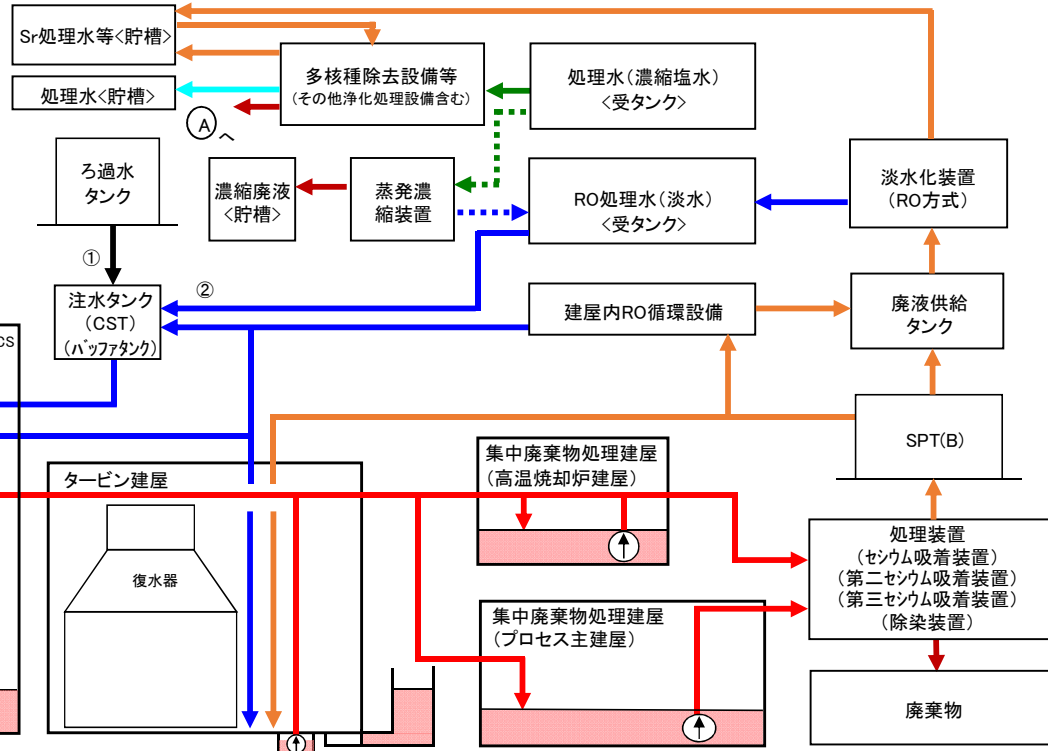 Sr処理水等<貯槽>
処理水<貯槽>
多核種除去設備等
(その他浄化処理設備含む)
処理水(濃縮塩水)
<受タンク>
Ⓐへ
ろ過水
タンク
濃縮廃液
<貯槽>
蒸発濃
縮装置
RO処理水(淡水)
<受タンク>
淡水化装置
(RO方式)
①
②
注水タンク
(CST)
(バッファタンク)
建屋内RO循環設備
廃液供給
タンク
CS
SPT(B)
タービン建屋
復水器
集中廃棄物処理建屋
(高温焼却炉建屋)
集中廃棄物処理建屋
(プロセス主建屋)
処理装置
(セシウム吸着装置)
(第二セシウム吸着装置)
(第三セシウム吸着装置)
(除染装置)
廃棄物